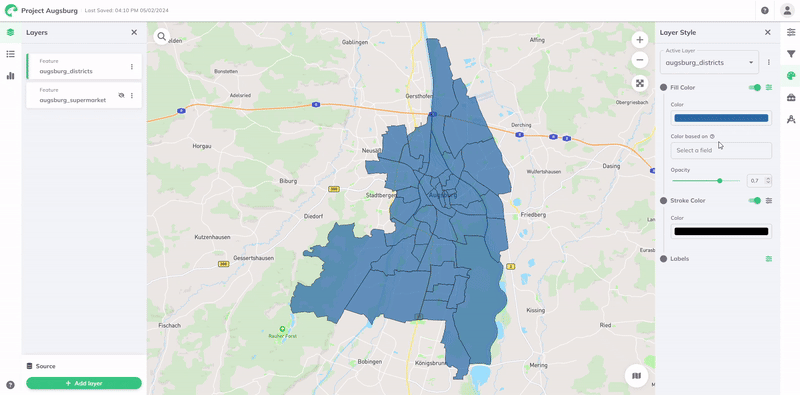 Project Augsburg
Last Saved: 04:10 PM 05/02/2024
Layers
Feature
augsburg_districts
Feature
augsburg_supermarket
Source
Add layer
Gablingen
Affing
Bonstetten
Adelsried
Gersthofen
Obergriesbach
Derching
Horgau
Neusäß
Dasing
Wulfertshausen
Biburg
Stadtbergen
Augsburg
Diedorf
Friedberg
Kutzenhausen
Gessertshausen
Kissing
Fischach
Rauher Forst
Ried
Bobingen
Königsbrunn
Mering
Layer Style
Active Layer
augsburg_districts
Fill Color
Color
Color based on
Select a field
Opacity
0.7
Stroke Color
Color
Labels